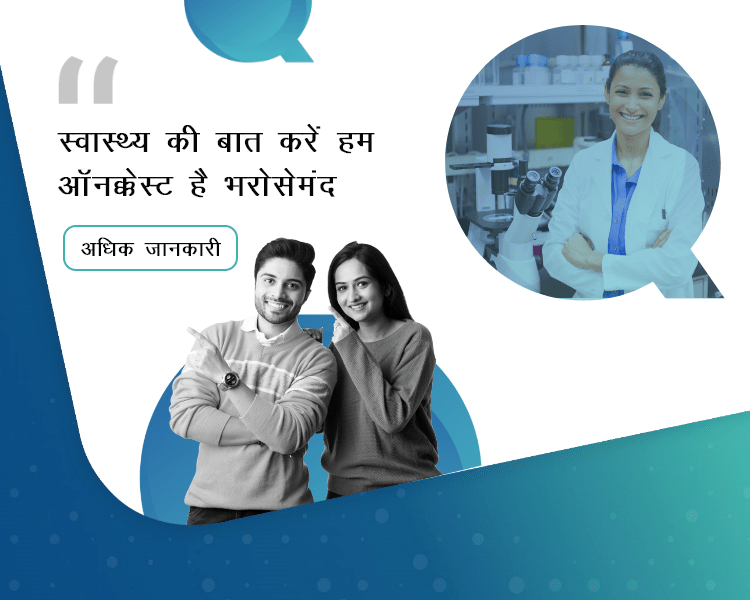 स्वास्थ्य की बात करें हम
ऑनक्केस्ट है भरोसेमंद
अधिक जानकारी